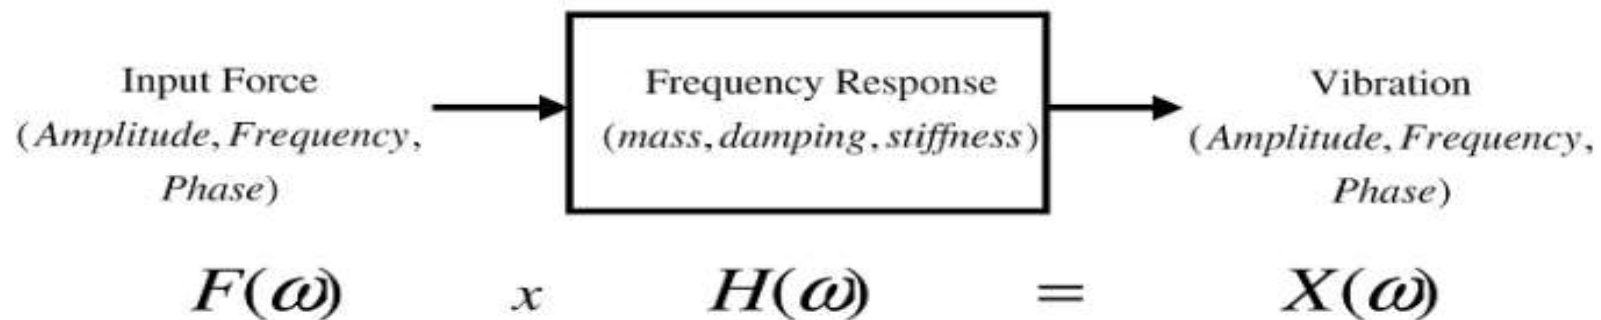 Input Force
(Amplitude, Frequency,
Phase)
Frequency Response
(mass, damping, stiffness)
Vibration
(Amplitude, Frequency,
Phase)
F(ω) x H(ω) = X(ω)